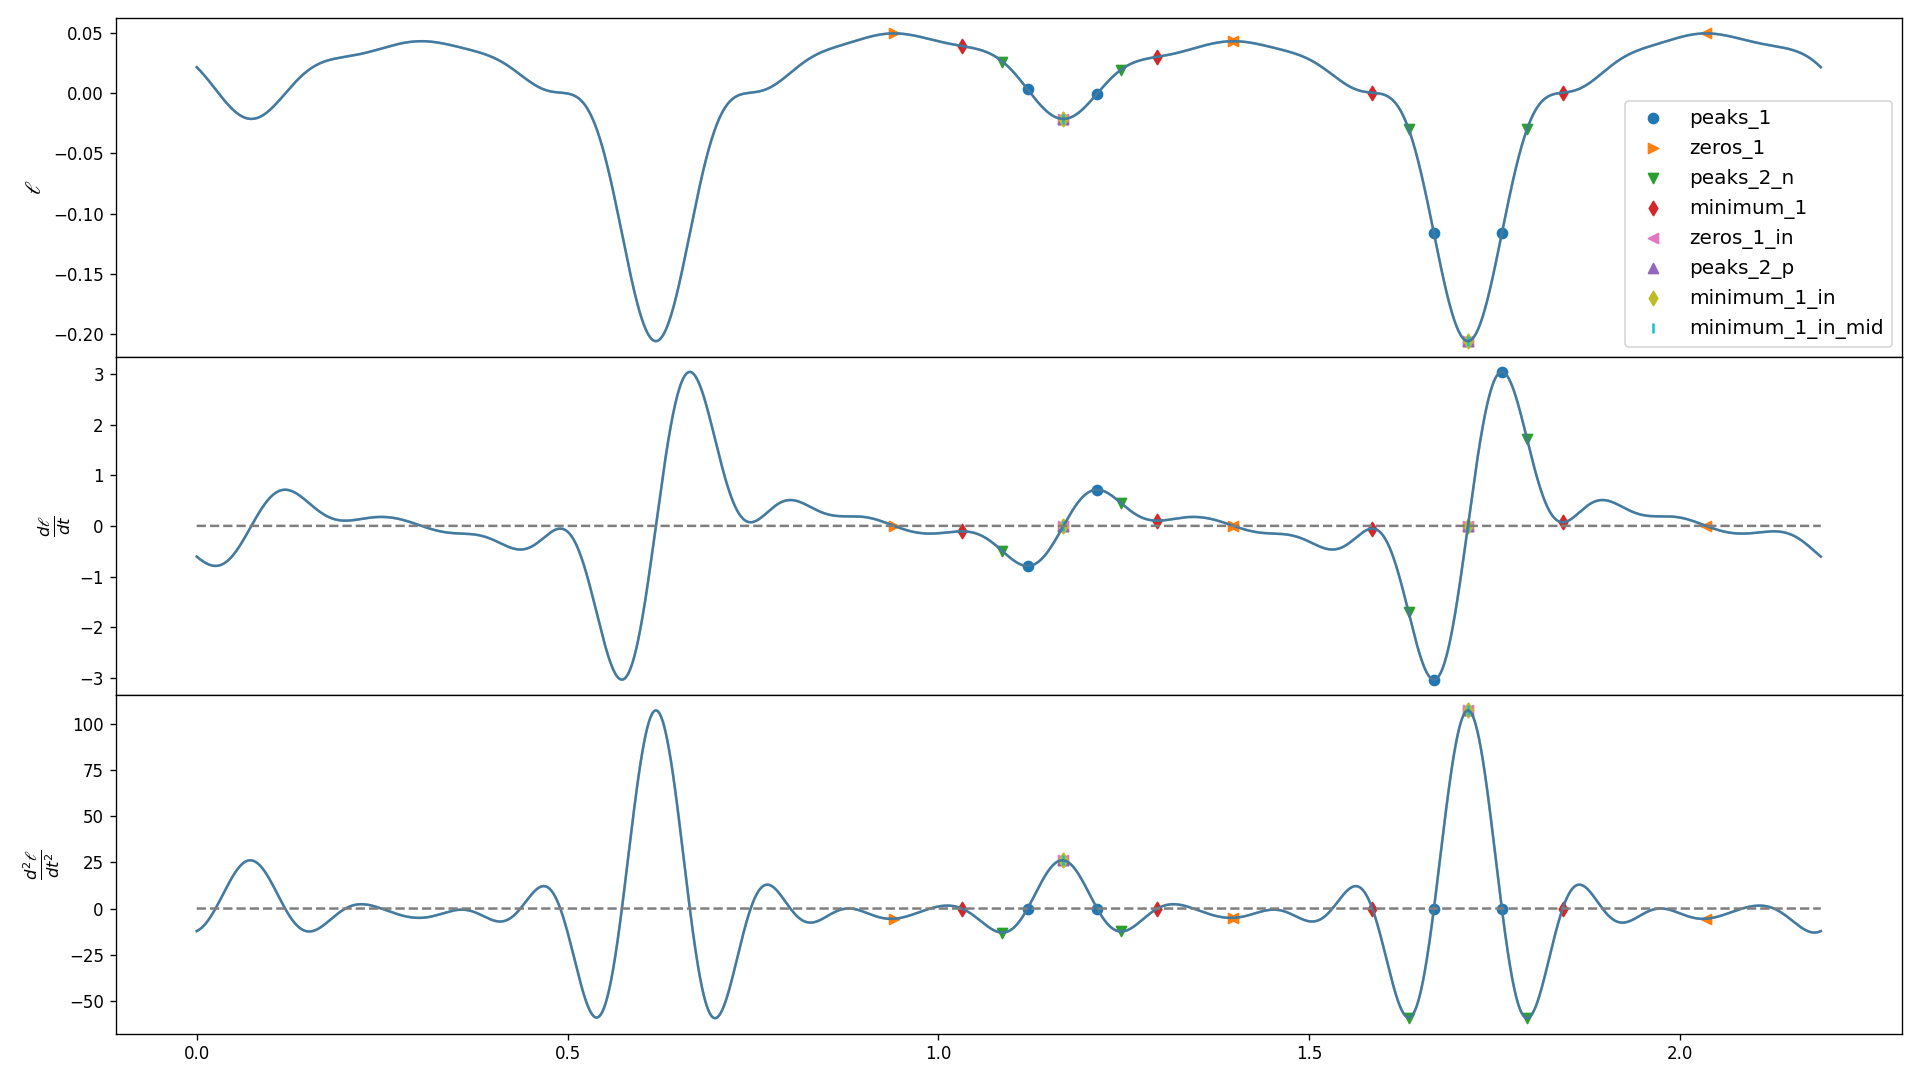 0.05
0.00
−0.05
−0.10
−0.15
−0.20
ℓ
peaks_1
zeros_1
peaks_2_n
minimum_1
zeros_1_in
peaks_2_p
minimum_1_in
minimum_1_in_mid
3
2
1
0
−1
−2
−3
dℓ
dt
100
75
50
25
0
−25
−50
d²ℓ
dt²
0.0 0.5 1.0 1.5 2.0